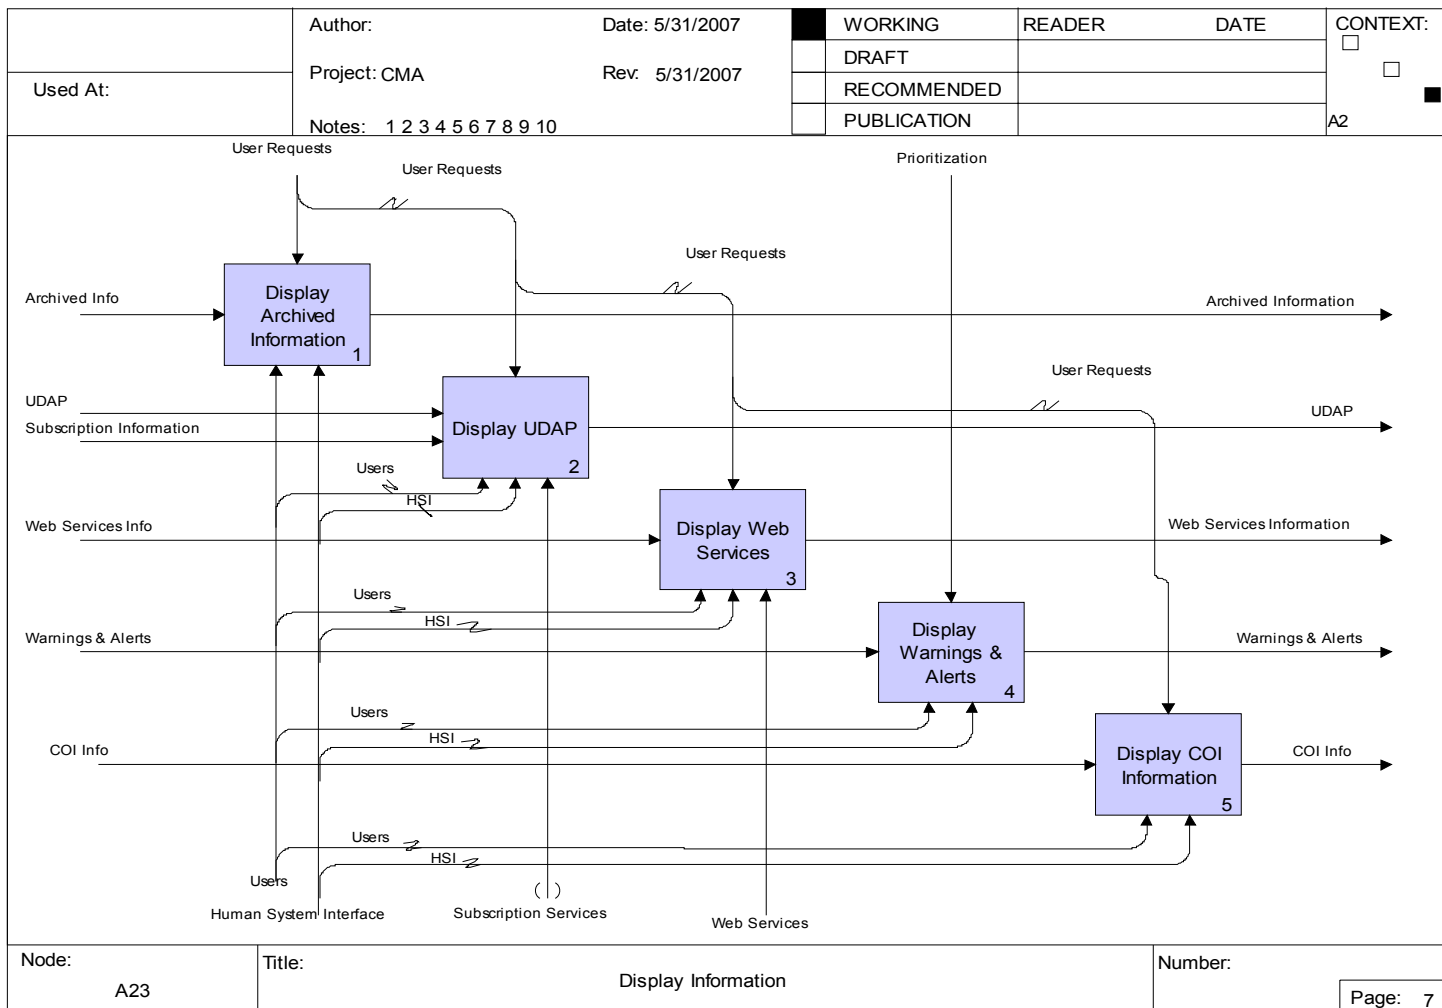 Used At:
Author:
Date: 5/31/2007
Project: CMA
Rev: 5/31/2007
Notes: 1 2 3 4 5 6 7 8 9 10
WORKING
DRAFT
RECOMMENDED
PUBLICATION
READER DATE
CONTEXT:
A2
User Requests
User Requests
Prioritization
User Requests
Archived Info
Display
Archived
Information
1
Archived Information
User Requests
UDAP
Subscription Information
Display UDAP
2
UDAP
Users
HSI
Web Services Info
Display Web
Services
3
Web Services Information
Users
HSI
Warnings & Alerts
Display
Warnings &
Alerts
4
Warnings & Alerts
Users
HSI
COI Info
Display COI
Information
5
COI Info
Users
HSI
Users
Human System Interface
Subscription Services
Web Services
Node:
A23
Title:
Display Information
Number:
Page: 7